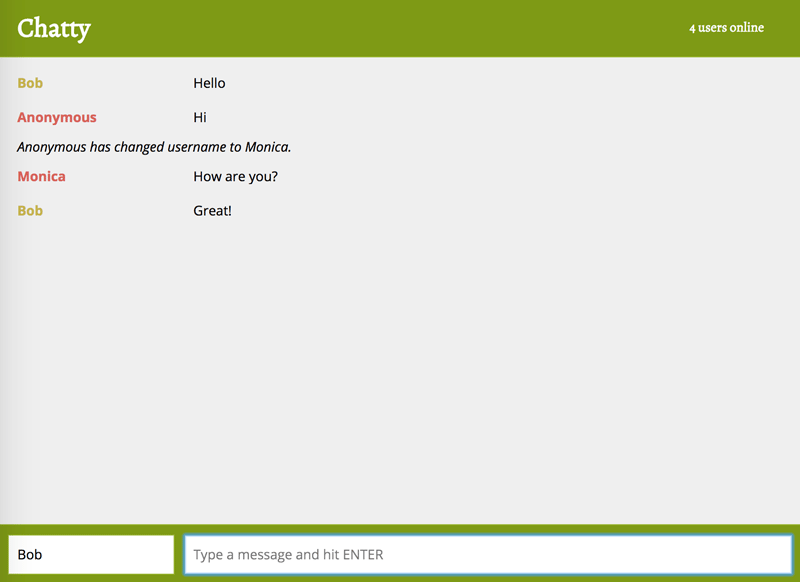 Chatty
4 users online
Bob Hello
Anonymous Hi
Anonymous has changed username to Monica.
Monica How are you?
Bob Great!
Bob Type a message and hit ENTER